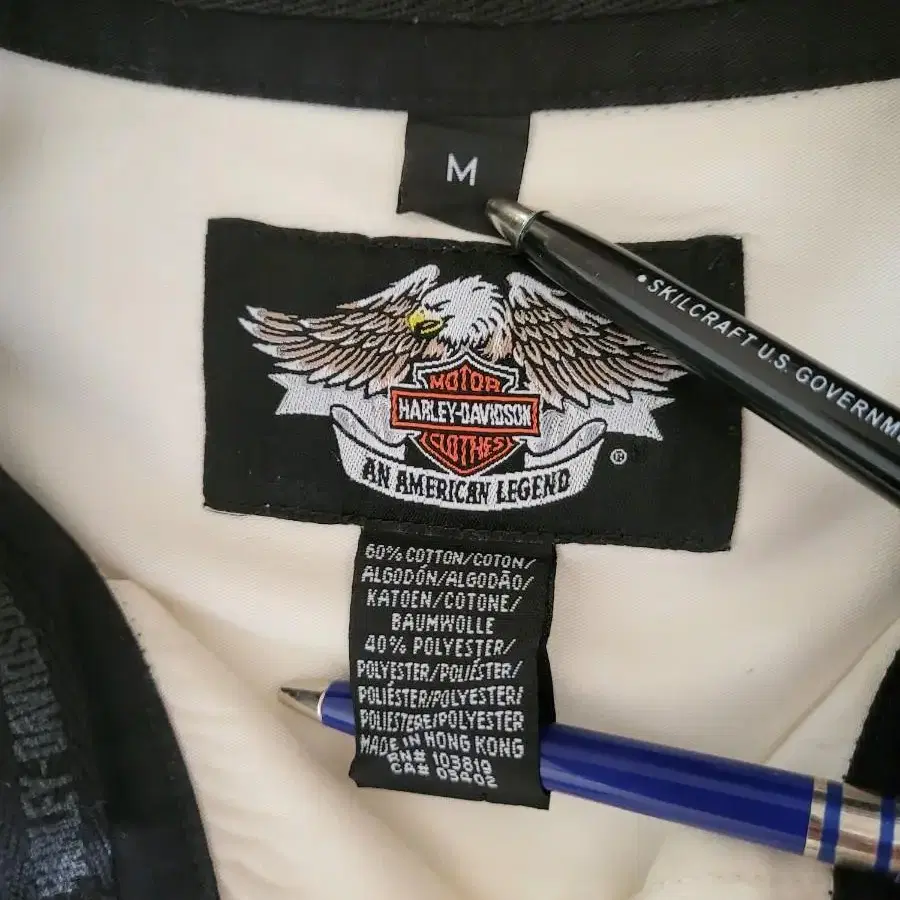 M
• SKILCRAFT U.S. GOVERNME
MOTOR
HARLEY-DAVIDSON
CLOTHES
®
AN AMERICAN LEGEND
60% COTTON/COTON/
ALGODÓN/ALGODÃO/
KATOEN/COTONE/
BAUMWOLLE
40% POLYESTER/
POLYESTER/POLIÉSTER/
POLIÉSTER/POLYESTER/
POLIESTERE/POLYESTER
MADE IN HONG KONG
RN# 103819
CA# 03402